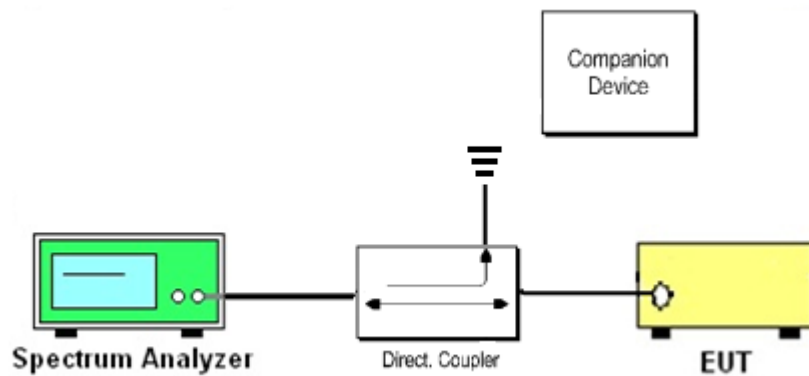 Companion
Device
Spectrum Analyzer
Direct. Coupler
EUT